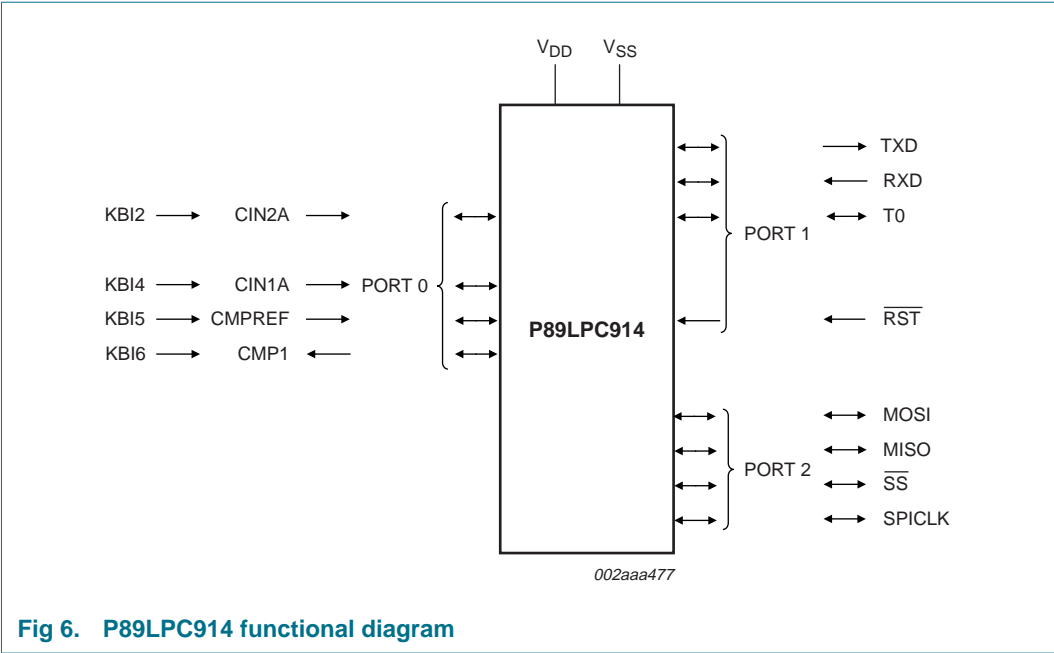 VDD VSS
TXD
RXD
KBI2 CIN2A T0
PORT 1
KBI4 CIN1A PORT 0
KBI5 CMPREF P89LPC914 RST
KBI6 CMP1
MOSI
MISO
PORT 2
SS
SPICLK
002aaa477
Fig 6. P89LPC914 functional diagram